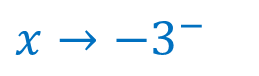 x → −3⁻